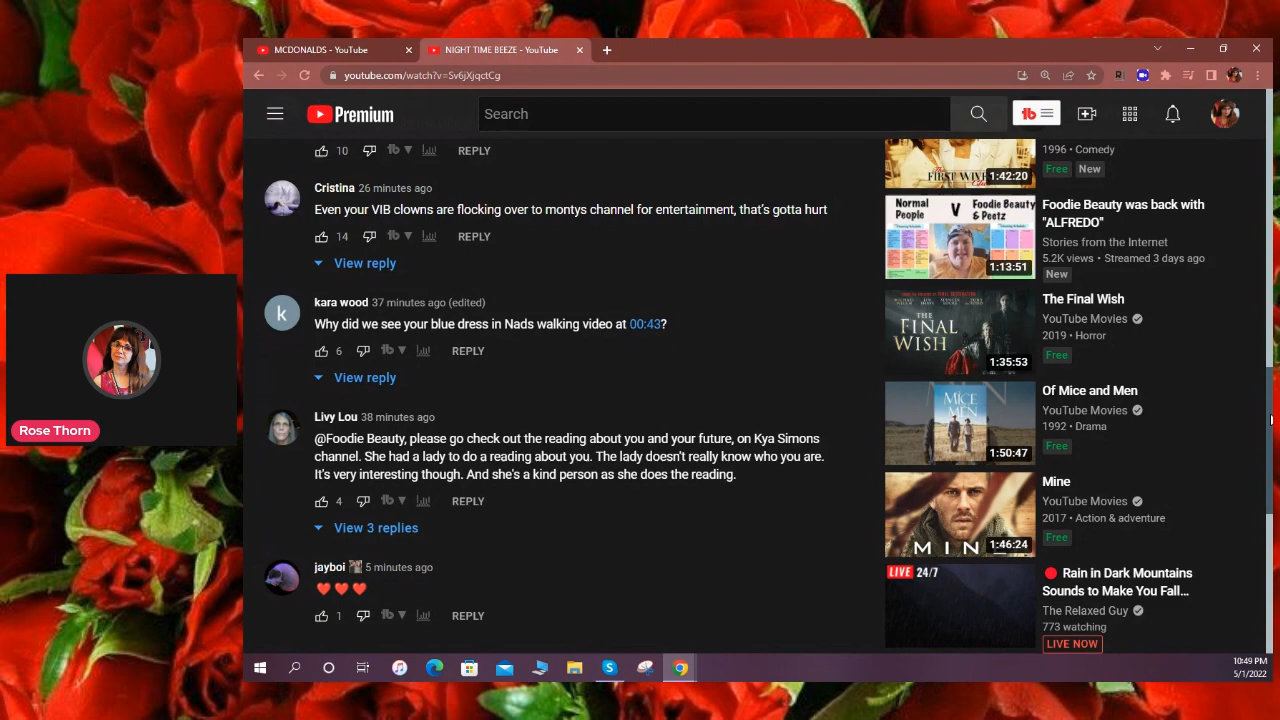 MCDONALDS - YouTube
NIGHT TIME BEEZE - YouTube
youtube.com/watch?v=Sv6jXjqctCg
Premium
Search
10
REPLY
Cristina 26 minutes ago
Even your VIB clowns are flocking over to montys channel for entertainment, that's gotta hurt
14
REPLY
View reply
k
kara wood 37 minutes ago (edited)
Why did we see your blue dress in Nads walking video at 00:43?
6
REPLY
View reply
Livy Lou 38 minutes ago
@Foodie Beauty, please go check out the reading about you and your future, on Kya Simons
channel. She had a lady to do a reading about you. The lady doesn't really know who you are.
It's very interesting though. And she's a kind person as she does the reading.
4
REPLY
View 3 replies
jayboi 5 minutes ago
1
REPLY
1:42:20
1996 • Comedy
Free New
Normal People V Foodie Beauty & Peetz
1:13:51
Foodie Beauty was back with
"ALFREDO"
Stories from the Internet
5.2K views • Streamed 3 days ago
New
THE FINAL WISH
1:35:53
The Final Wish
YouTube Movies
2019 • Horror
Free
MICE MEN
1:50:47
Of Mice and Men
YouTube Movies
1992 • Drama
Free
MINE
1:46:24
Mine
YouTube Movies
2017 • Action & adventure
Free
LIVE 24/7
Rain in Dark Mountains
Sounds to Make You Fall…
The Relaxed Guy
773 watching
LIVE NOW
Rose Thorn
10:49 PM
5/1/2022